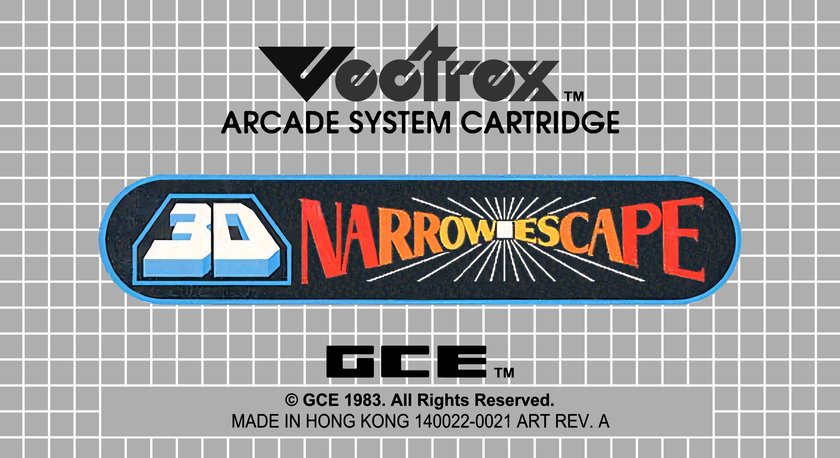 Vectrex™
ARCADE SYSTEM CARTRIDGE
3D NARROW ESCAPE
GCE™
© GCE 1983. All Rights Reserved.
MADE IN HONG KONG 140022-0021 ART REV. A